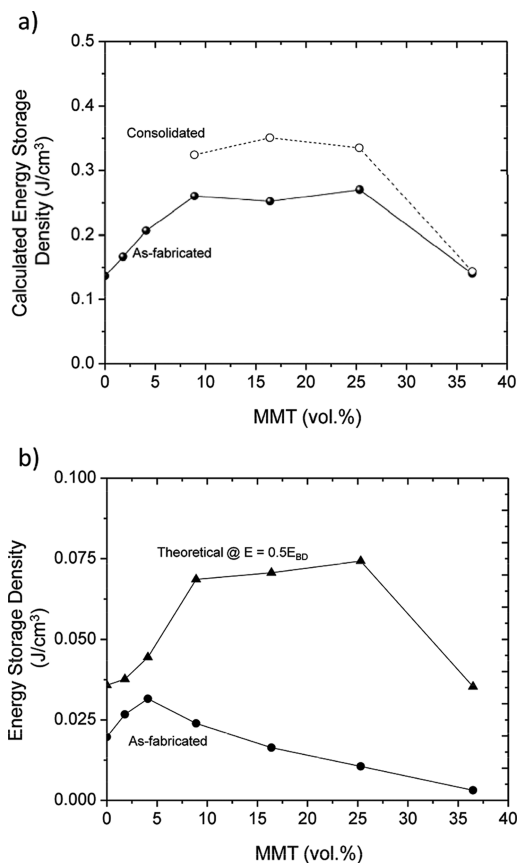 a)
0.5
0.4
0.3
0.2
0.1
0.0
Calculated Energy Storage
Density (J/cm³)
Consolidated
As-fabricated
0 5 10 15 20 25 30 35 40
MMT (vol.%)
b)
0.100
0.075
0.050
0.025
0.000
Energy Storage Density
(J/cm³)
Theoretical @ E = 0.5E_BD
As-fabricated
0 5 10 15 20 25 30 35 40
MMT (vol.%)